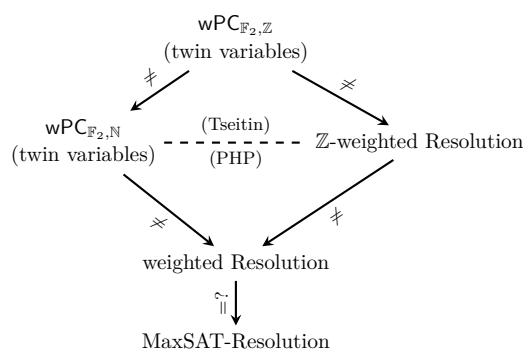 wPC_{𝔽₂,ℤ}
(twin variables)
≠ ≠
wPC_{𝔽₂,ℕ}
(twin variables)
(Tseitin)
(PHP)
ℤ-weighted Resolution
≠ ≠
weighted Resolution
=?
MaxSAT-Resolution